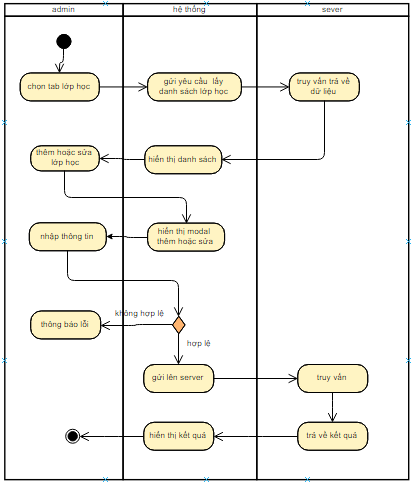 admin
hệ thống
sever
chọn tab lớp học
gửi yêu cầu lấy
danh sách lớp học
truy vấn trả về
dữ liệu
thêm hoặc sửa
lớp học
hiển thị danh sách
nhập thông tin
hiển thị modal
thêm hoặc sửa
không hợp lệ
thông báo lỗi
hợp lệ
gửi lên server
truy vấn
hiển thị kết quả
trả về kết quả